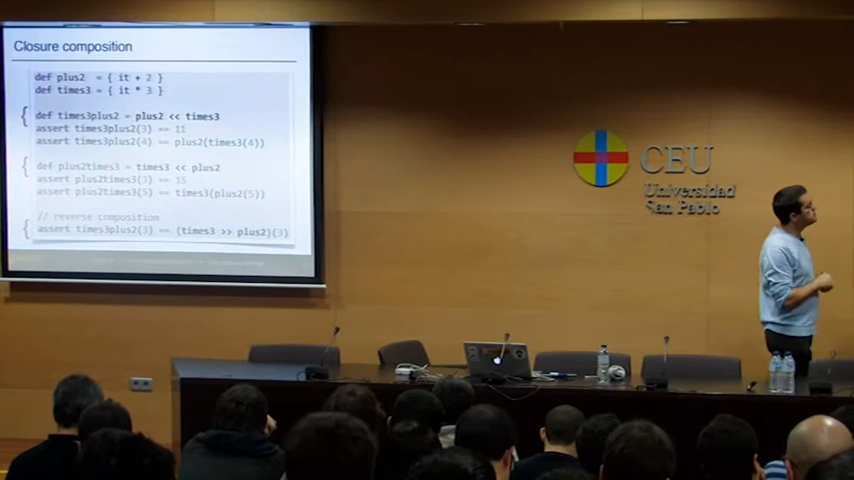 Closure composition
def plus2 = { it + 2 }
def times3 = { it * 3 }
def times3plus2 = plus2 << times3
assert times3plus2(3) == 11
assert times3plus2(4) == plus2(times3(4))
def plus2times3 = times3 << plus2
assert plus2times3(3) == 15
assert plus2times3(5) == times3(plus2(5))
// reverse composition
assert times3plus2(3) == (times3 >> plus2)(3)
CEU
Universidad
San Pablo